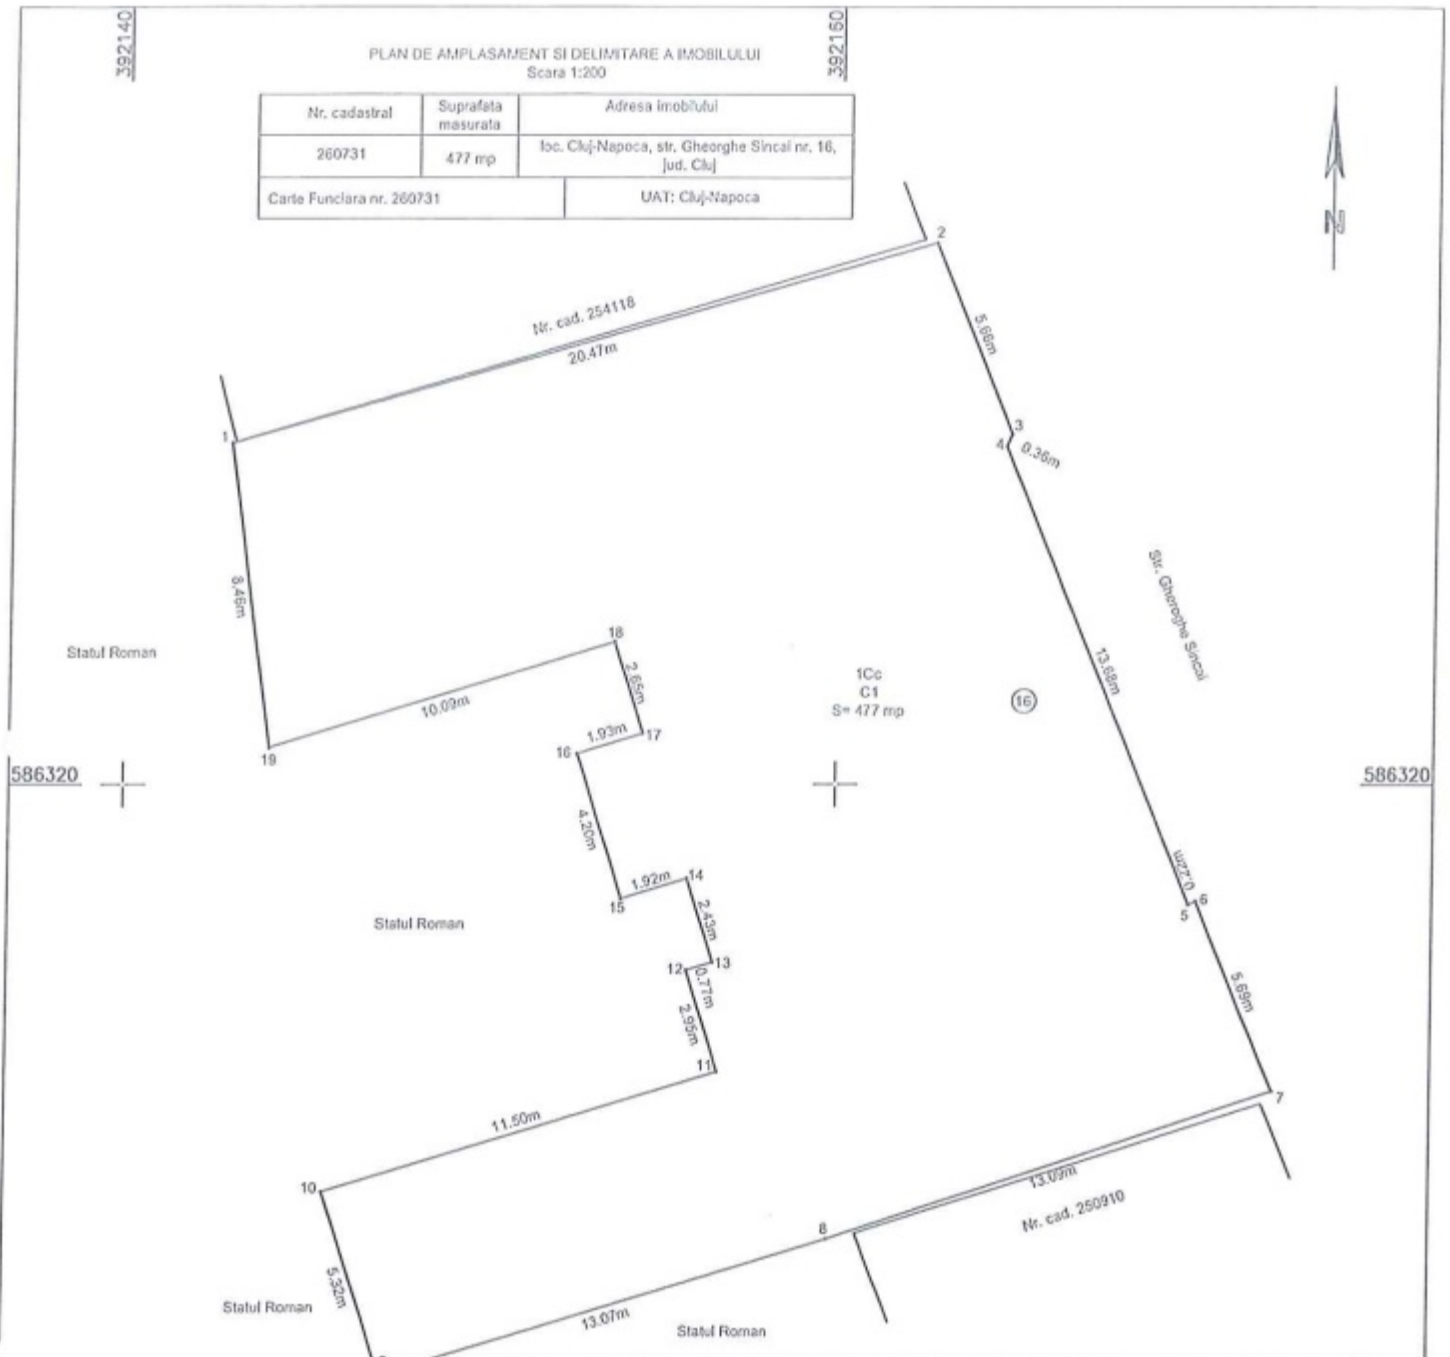 392140
392160
PLAN DE AMPLASAMENT SI DELIMITARE A IMOBILULUI
Scara 1:200
Nr. cadastral
Suprafata
masurata
Adresa imobilului
260731
477 mp
loc. Cluj-Napoca, str. Gheorghe Sincai nr. 16,
jud. Cluj
Carte Funciara nr. 260731
UAT: Cluj-Napoca
N
2
Nr. cad. 254118
20.47m
5.66m
1
3
4
0.36m
8.46m
Str. Gheroghe Sincai
Statul Roman
18
2.65m
10.09m
13.68m
1Cc
C1
S= 477 mp
16
1.93m
17
16
19
586320
586320
4.20m
0.22m
1.92m
14
15
6
5
2.43m
Statul Roman
12
13
0.77m
2.95m
5.69m
11
7
11.50m
10
13.09m
Nr. cad. 250910
8
5.32m
Statul Roman
13.07m
Statul Roman